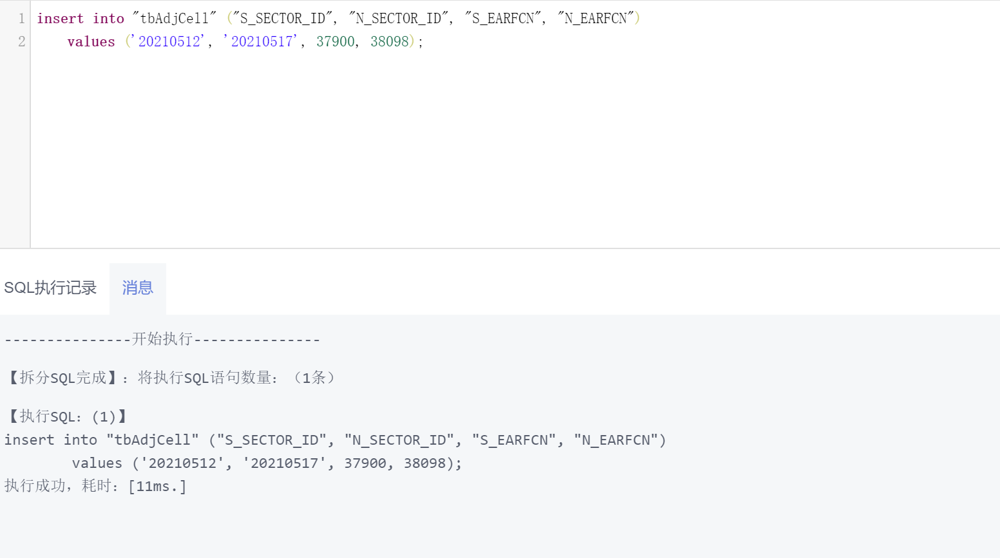 1 insert into "tbAdjCell" ("S_SECTOR_ID", "N_SECTOR_ID", "S_EARFCN", "N_EARFCN")
2 values ('20210512', '20210517', 37900, 38098);
SQL执行记录 消息
---------------开始执行---------------
【拆分SQL完成】：将执行SQL语句数量：（1条）
【执行SQL：(1)】
insert into "tbAdjCell" ("S_SECTOR_ID", "N_SECTOR_ID", "S_EARFCN", "N_EARFCN")
values ('20210512', '20210517', 37900, 38098);
执行成功，耗时：[11ms.]